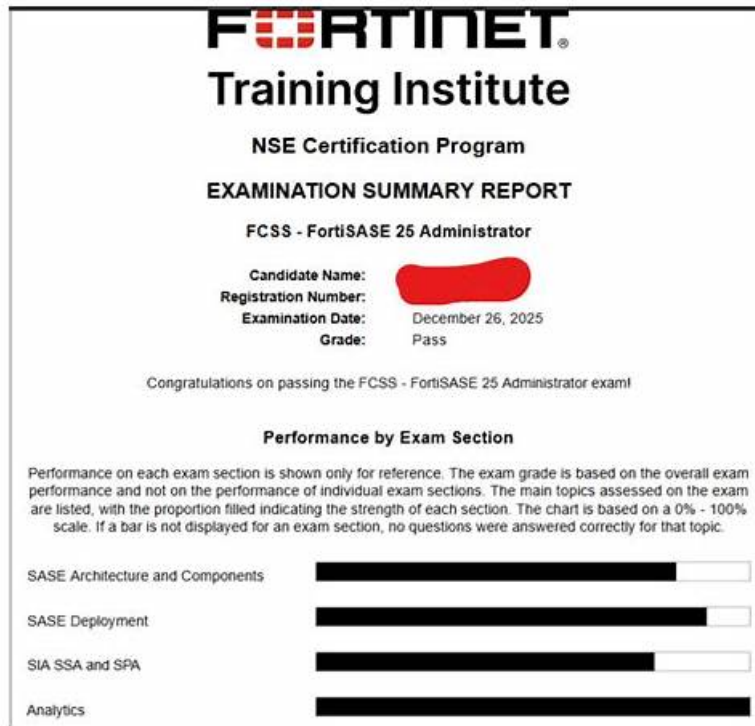 FORTINET®
Training Institute
NSE Certification Program
EXAMINATION SUMMARY REPORT
FCSS - FortiSASE 25 Administrator
Candidate Name:
Registration Number:
Examination Date: December 26, 2025
Grade: Pass
Congratulations on passing the FCSS - FortiSASE 25 Administrator exam!
Performance by Exam Section
Performance on each exam section is shown only for reference. The exam grade is based on the overall exam
performance and not on the performance of individual exam sections. The main topics assessed on the exam
are listed, with the proportion filled indicating the strength of each section. The chart is based on a 0% - 100%
scale. If a bar is not displayed for an exam section, no questions were answered correctly for that topic.
SASE Architecture and Components
SASE Deployment
SIA SSA and SPA
Analytics